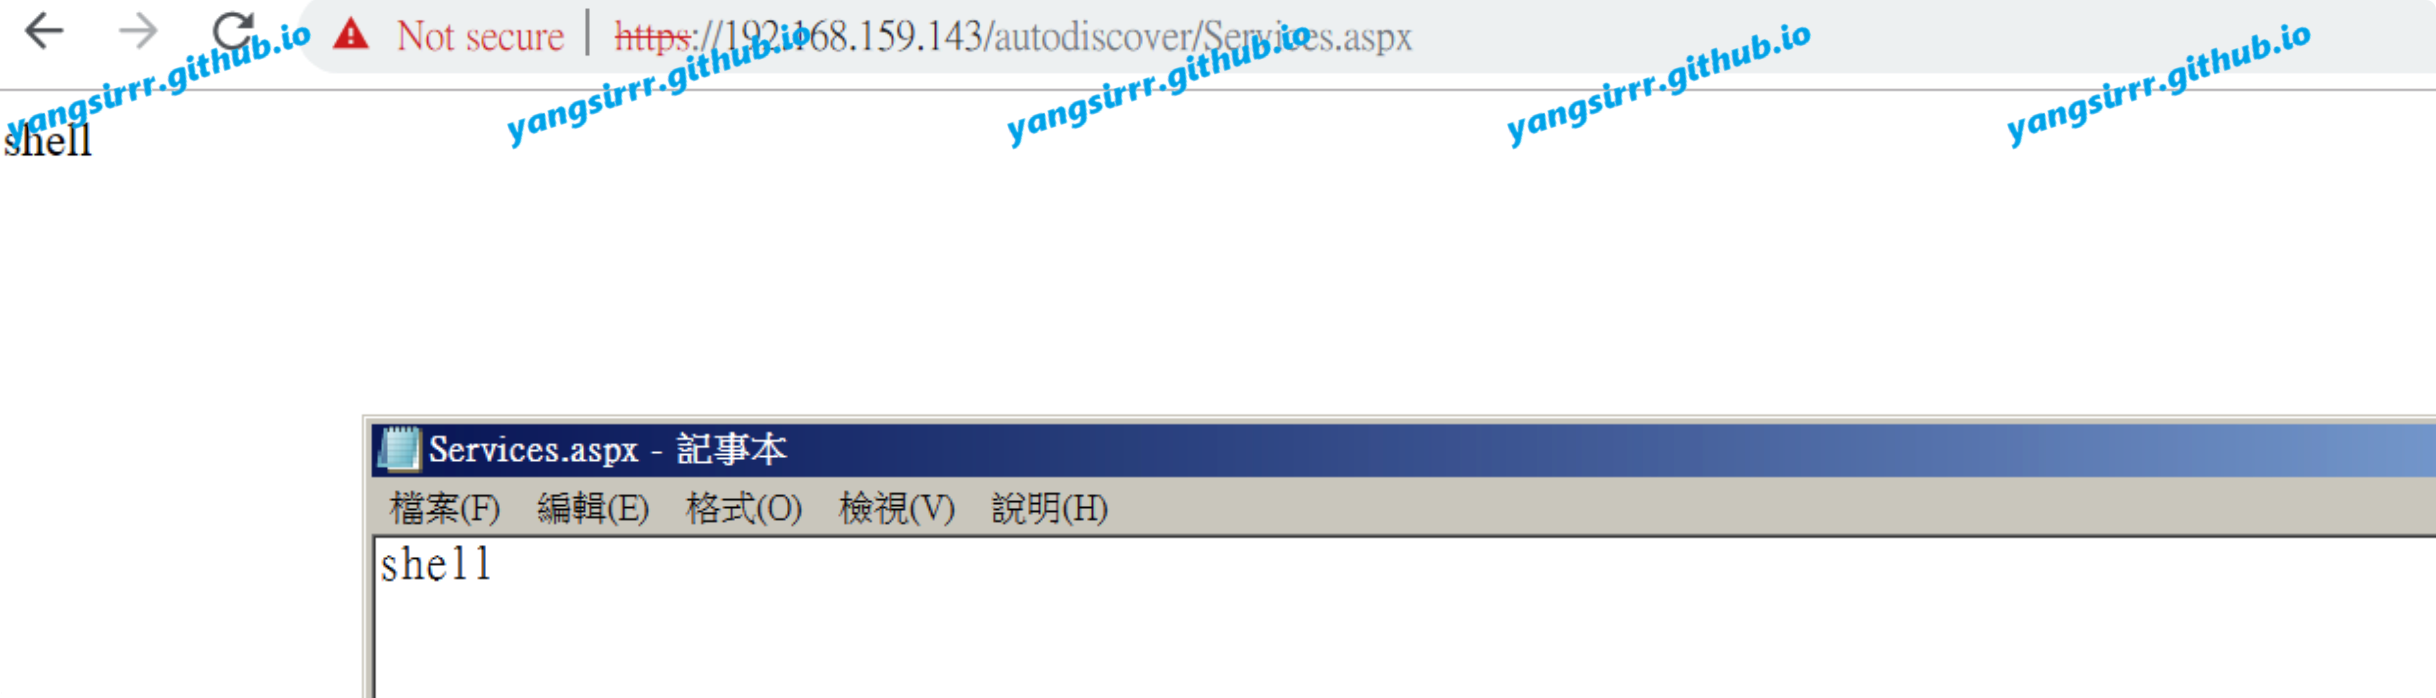 Not secure | https://192.168.159.143/autodiscover/Services.aspx
yangsirrr.github.io yangsirrr.github.io yangsirrr.github.io yangsirrr.github.io yangsirrr.github.io
shell
Services.aspx - 記事本
檔案(F) 編輯(E) 格式(O) 檢視(V) 說明(H)
shell